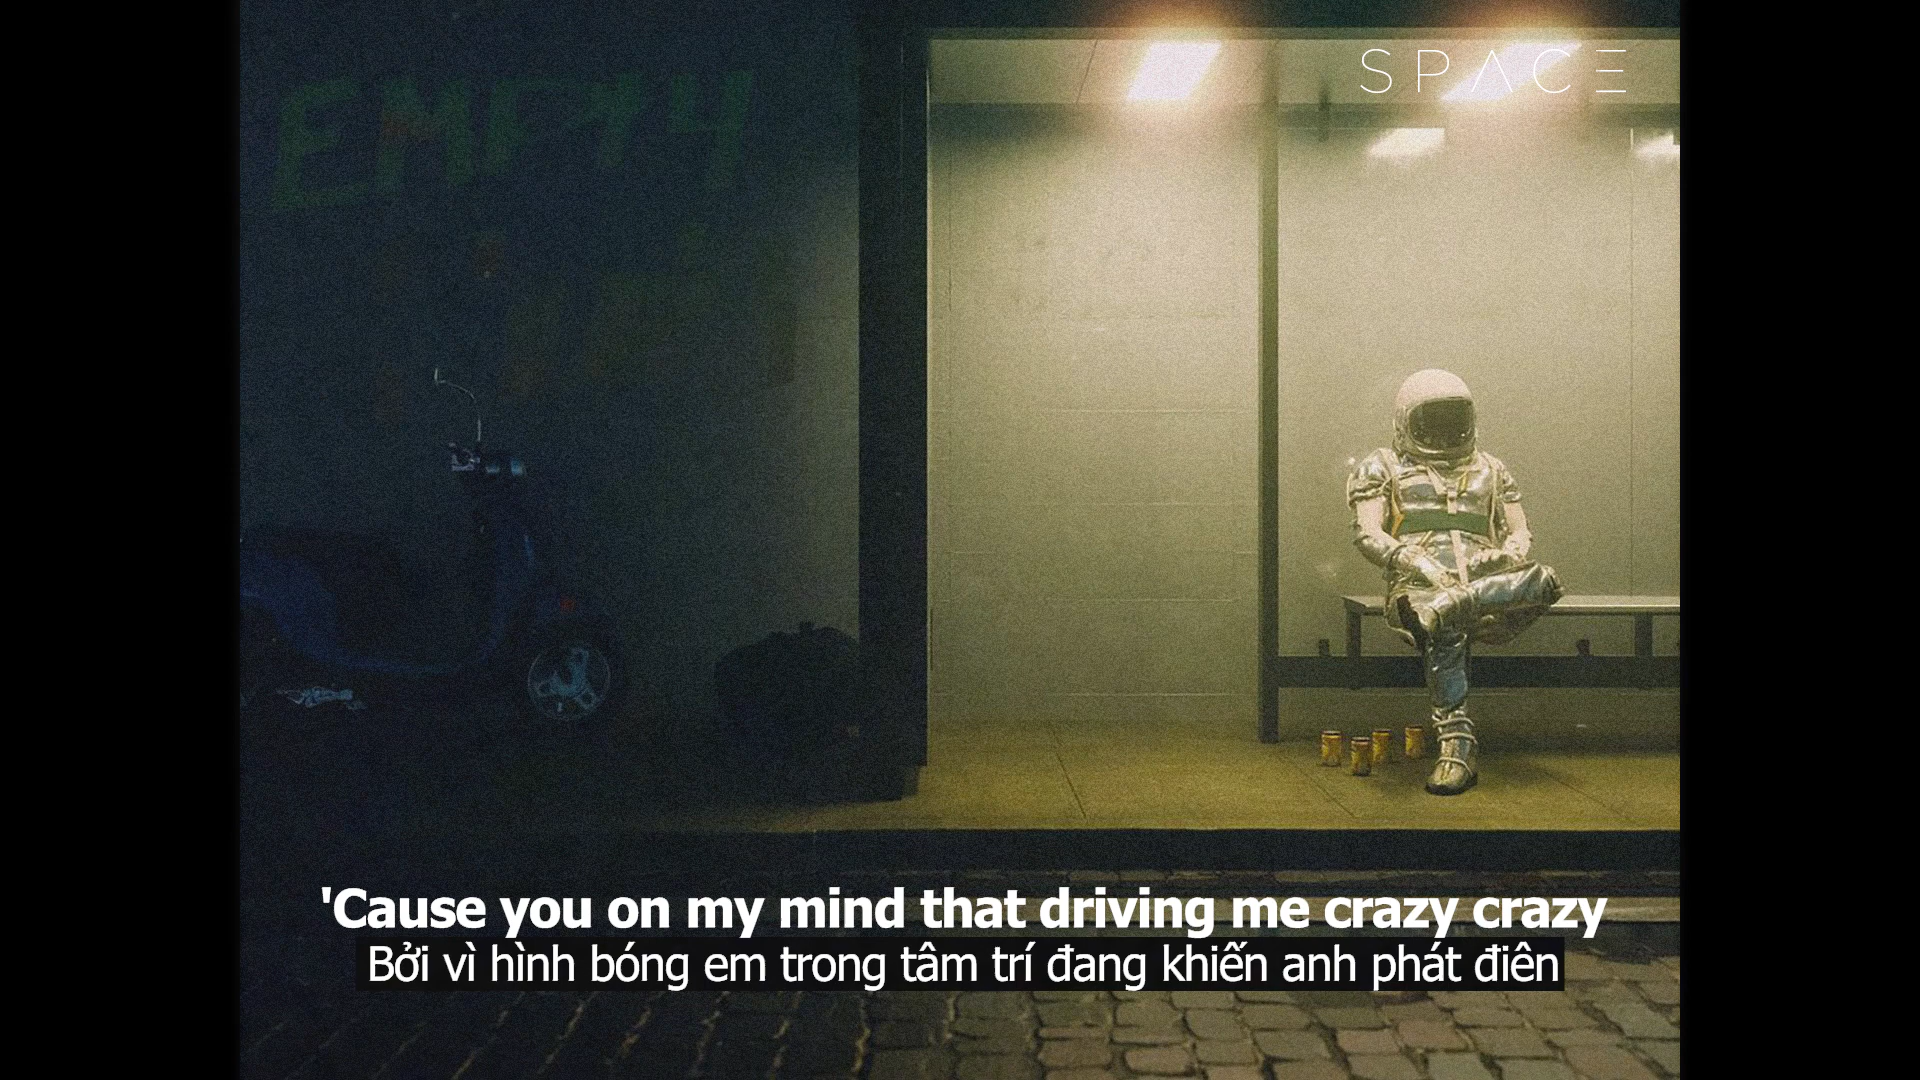 SPACE
EMPTY
'Cause you on my mind that driving me crazy crazy
Bởi vì hình bóng em trong tâm trí đang khiến anh phát điên